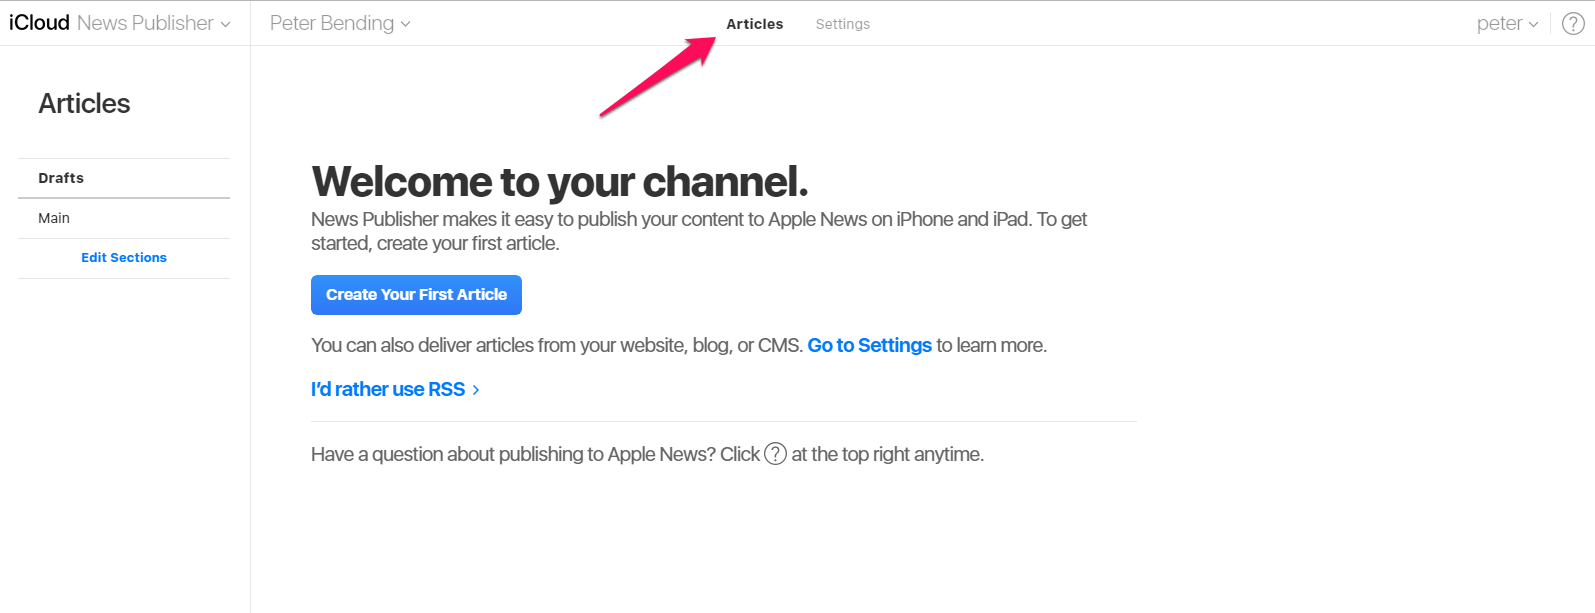 iCloud News Publisher
Peter Bending
Articles
Settings
peter
?
Articles
Drafts
Main
Edit Sections
Welcome to your channel.
News Publisher makes it easy to publish your content to Apple News on iPhone and iPad. To get
started, create your first article.
Create Your First Article
You can also deliver articles from your website, blog, or CMS. Go to Settings to learn more.
I’d rather use RSS >
Have a question about publishing to Apple News? Click ? at the top right anytime.